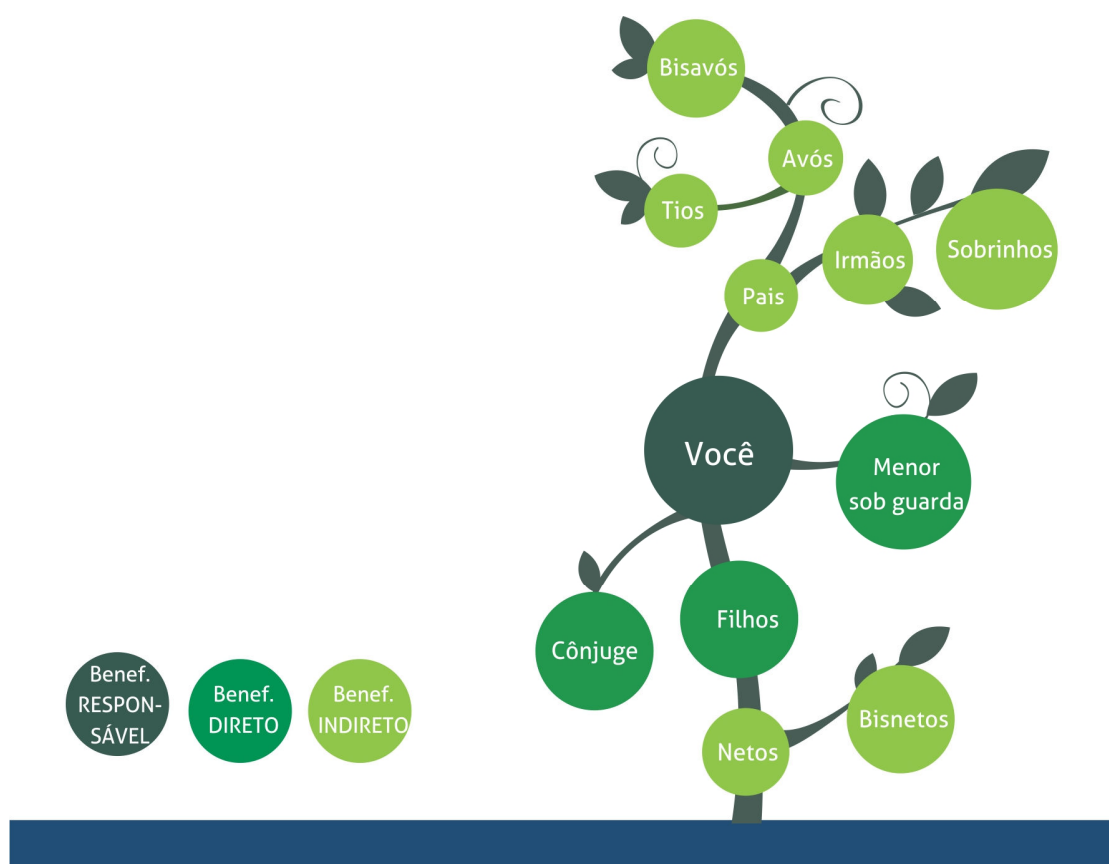 Bisavós
Avós
Tios
Irmãos
Sobrinhos
Pais
Você
Menor
sob guarda
Filhos
Cônjuge
Netos
Bisnetos
Benef.
RESPON-
SÁVEL
Benef.
DIRETO
Benef.
INDIRETO